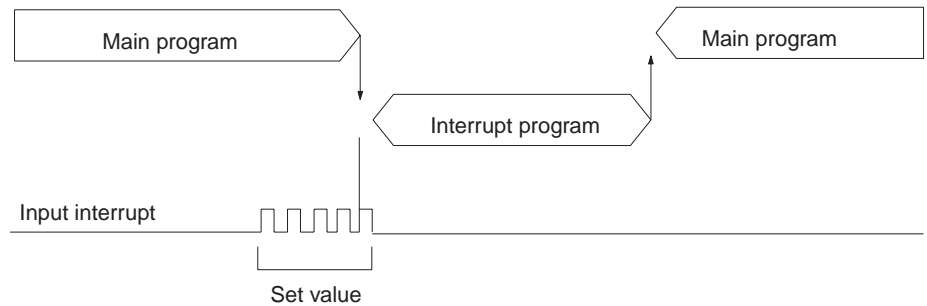 Main program
Main program
Interrupt program
Input interrupt
Set value